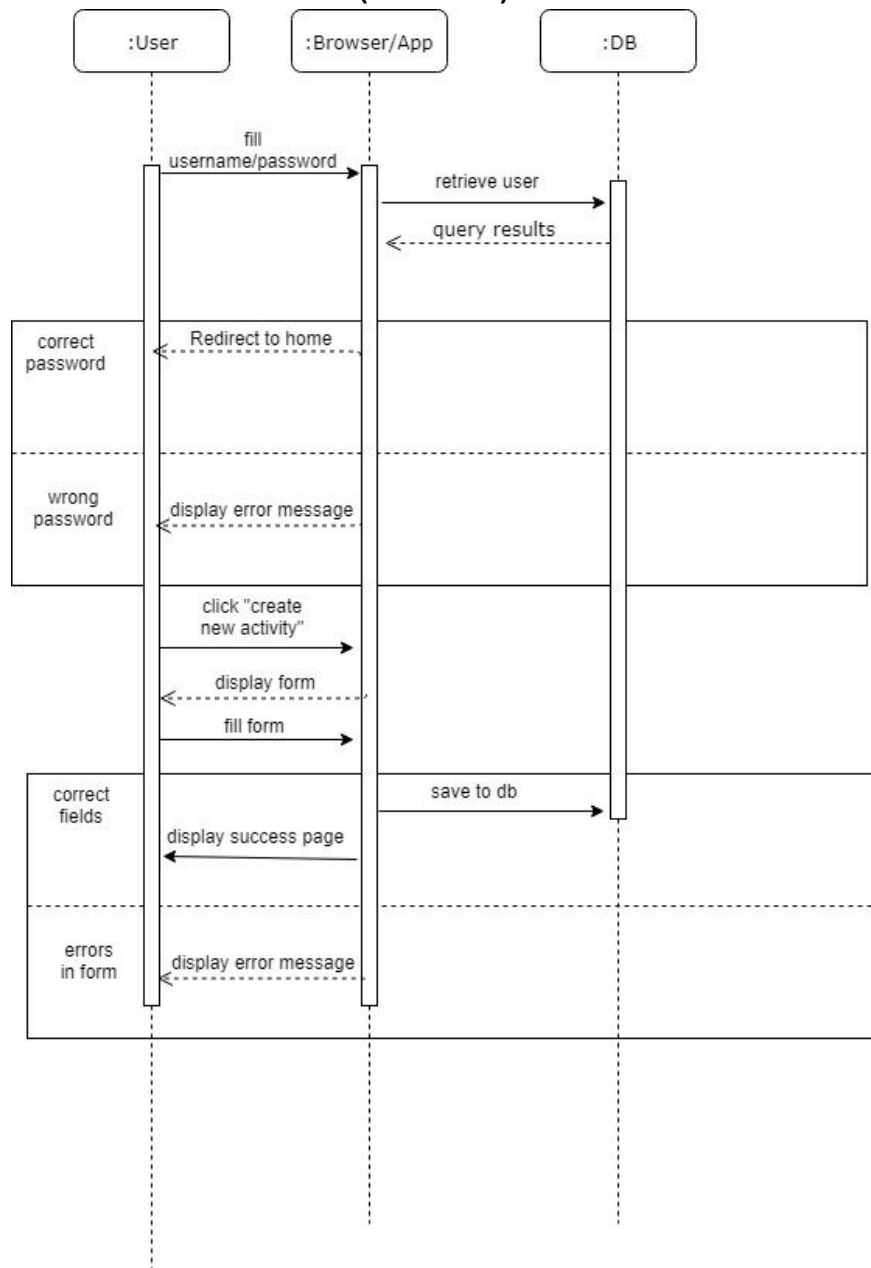 :User
:Browser/App
:DB
fill
username/password
retrieve user
query results
correct
password
Redirect to home
wrong
password
display error message
click "create
new activity"
display form
fill form
correct
fields
save to db
display success page
errors
in form
display error message